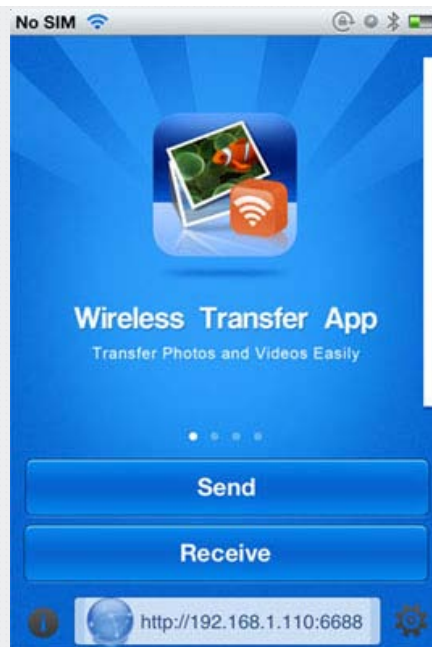 No SIM
Wireless Transfer App
Transfer Photos and Videos Easily
Send
Receive
http://192.168.1.110:6688